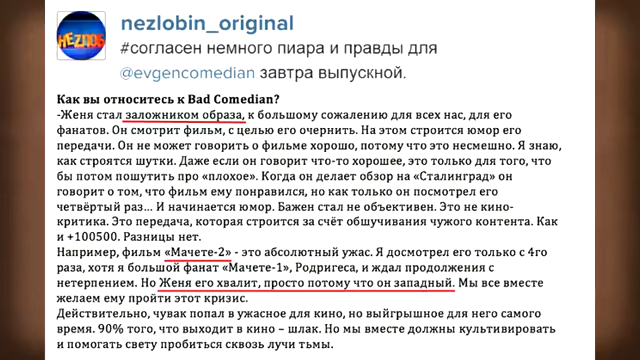 НЕZЛОБ
nezlobin_original
#согласен немного пиара и правды для
@evgencomedian завтра выпускной.
Как вы относитесь к Bad Comedian?
-Женя стал заложником образа, к большому сожалению для всех нас, для его
фанатов. Он смотрит фильм, с целью его очернить. На этом строится юмор его
передачи. Он не может говорить о фильме хорошо, потому что это несмешно. Я знаю,
как строятся шутки. Даже если он говорит что-то хорошее, это только для того, что
бы потом пошутить про «плохое». Когда он делает обзор на «Сталинград» он
говорит о том, что фильм ему понравился, но как только он посмотрел его
четвёртый раз… И начинается юмор. Бажен стал не объективен. Это не кино-
критика. Это передача, которая строится за счёт обшучивания чужого контента. Как
и +100500. Разницы нет.
Например, фильм «Мачете-2» - это абсолютный ужас. Я досмотрел его только с 4го
раза, хотя я большой фанат «Мачете-1», Родригеса, и ждал продолжения с
нетерпением. Но Женя его хвалит, просто потому что он западный. Мы все вместе
желаем ему пройти этот кризис.
Действительно, чувак попал в ужасное для кино, но выйгрышное для него самого
время. 90% того, что выходит в кино – шлак. Но мы вместе должны культивировать
и помогать свету пробиться сквозь лучи тьмы.